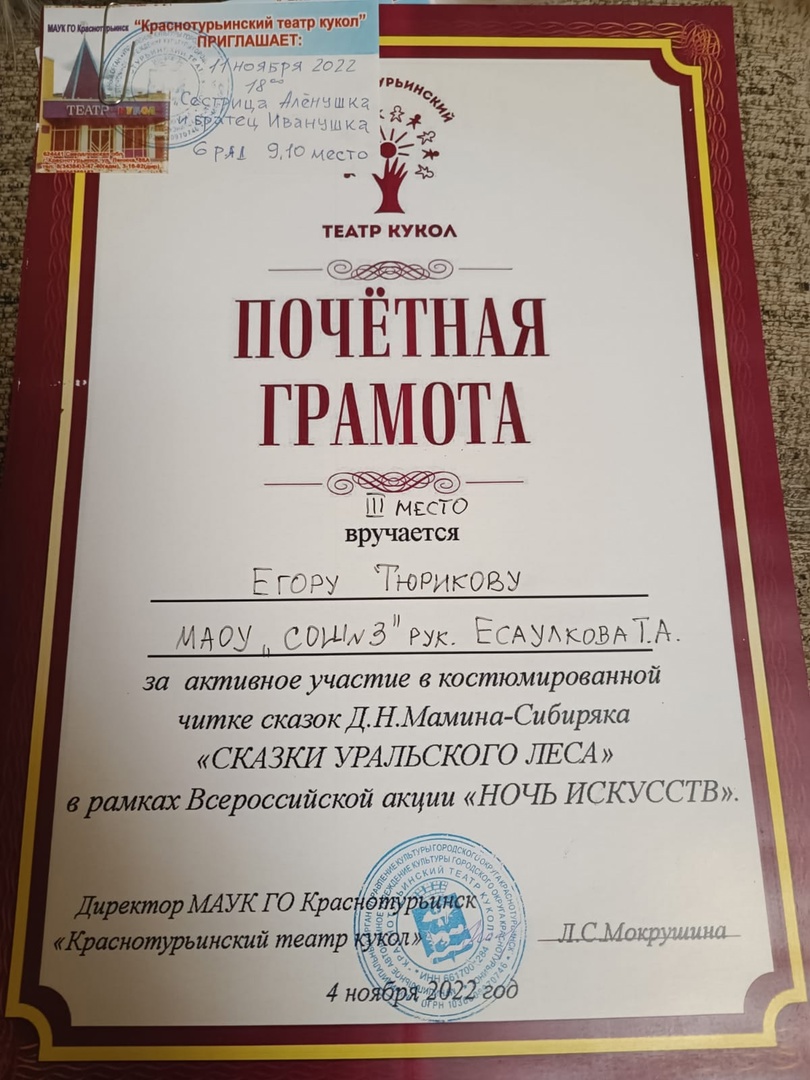 МАУК ГО Краснотурьинск
"Краснотурьинский театр кукол"
ПРИГЛАШАЕТ:
11 ноября 2022
18⁰⁰
Сестрица Алёнушка
и братец Иванушка
6 ряд 9,10 место
ТЕАТР КУКОЛ
ТЕАТР КУКОЛ
ПОЧЁТНАЯ
ГРАМОТА
III место
вручается
Егору Тюрикову
МАОУ „СОШ№3" рук. Есаулкова Т.А.
за активное участие в костюмированной
читке сказок Д.Н.Мамина-Сибиряка
«СКАЗКИ УРАЛЬСКОГО ЛЕСА»
в рамках Всероссийской акции «НОЧЬ ИСКУССТВ».
Директор МАУК ГО Краснотурьинск
«Краснотурьинский театр кукол»
Л.С.Мокрушина
4 ноября 2022 год